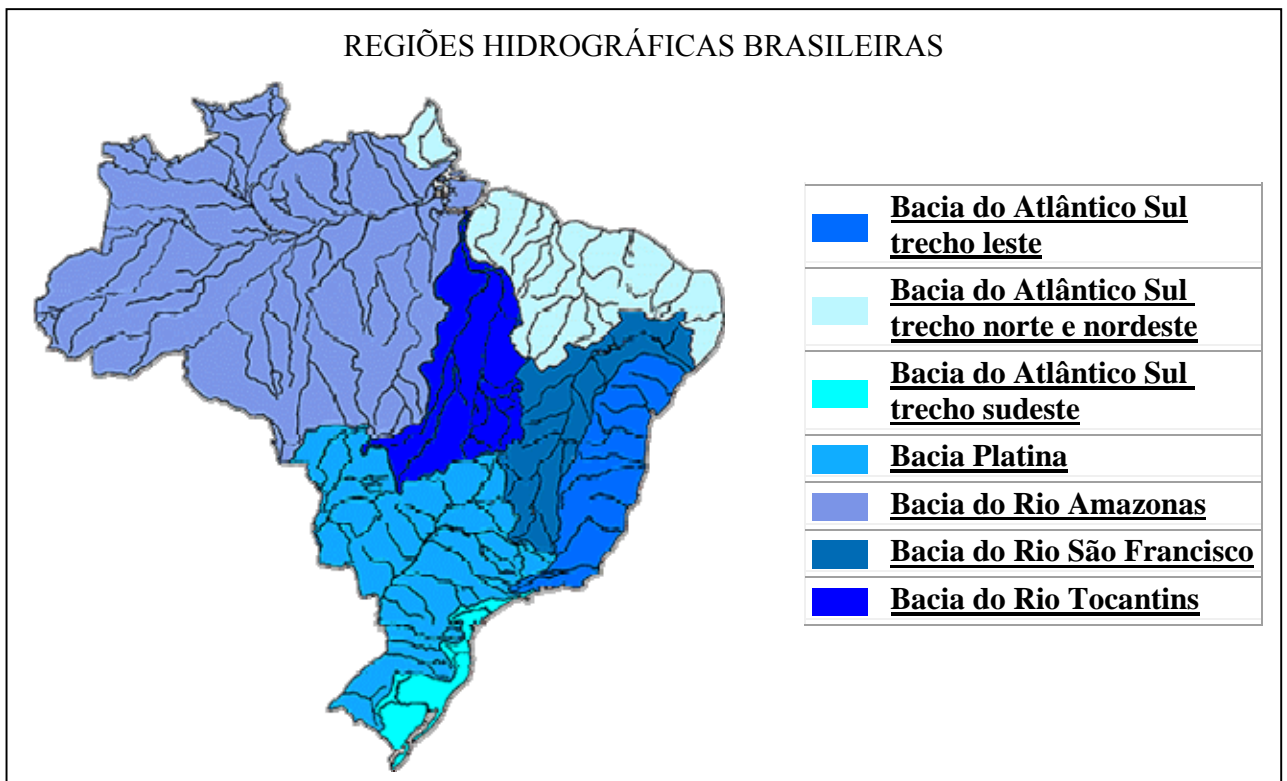 REGIÕES HIDROGRÁFICAS BRASILEIRAS
Bacia do Atlântico Sul
trecho leste
Bacia do Atlântico Sul
trecho norte e nordeste
Bacia do Atlântico Sul
trecho sudeste
Bacia Platina
Bacia do Rio Amazonas
Bacia do Rio São Francisco
Bacia do Rio Tocantins